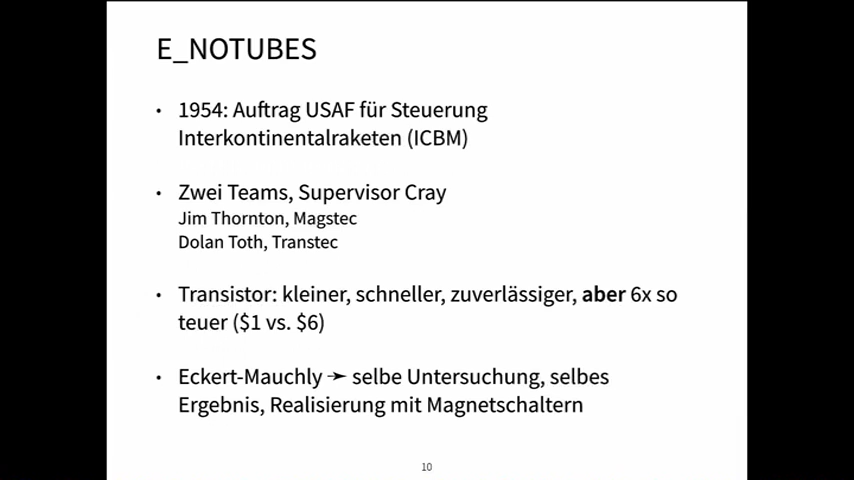 E_NOTUBES
• 1954: Auftrag USAF für Steuerung
Interkontinentalraketen (ICBM)
• Zwei Teams, Supervisor Cray
Jim Thornton, Magstec
Dolan Toth, Transtec
• Transistor: kleiner, schneller, zuverlässiger, aber 6x so
teuer ($1 vs. $6)
• Eckert-Mauchly ➛ selbe Untersuchung, selbes
Ergebnis, Realisierung mit Magnetschaltern
10